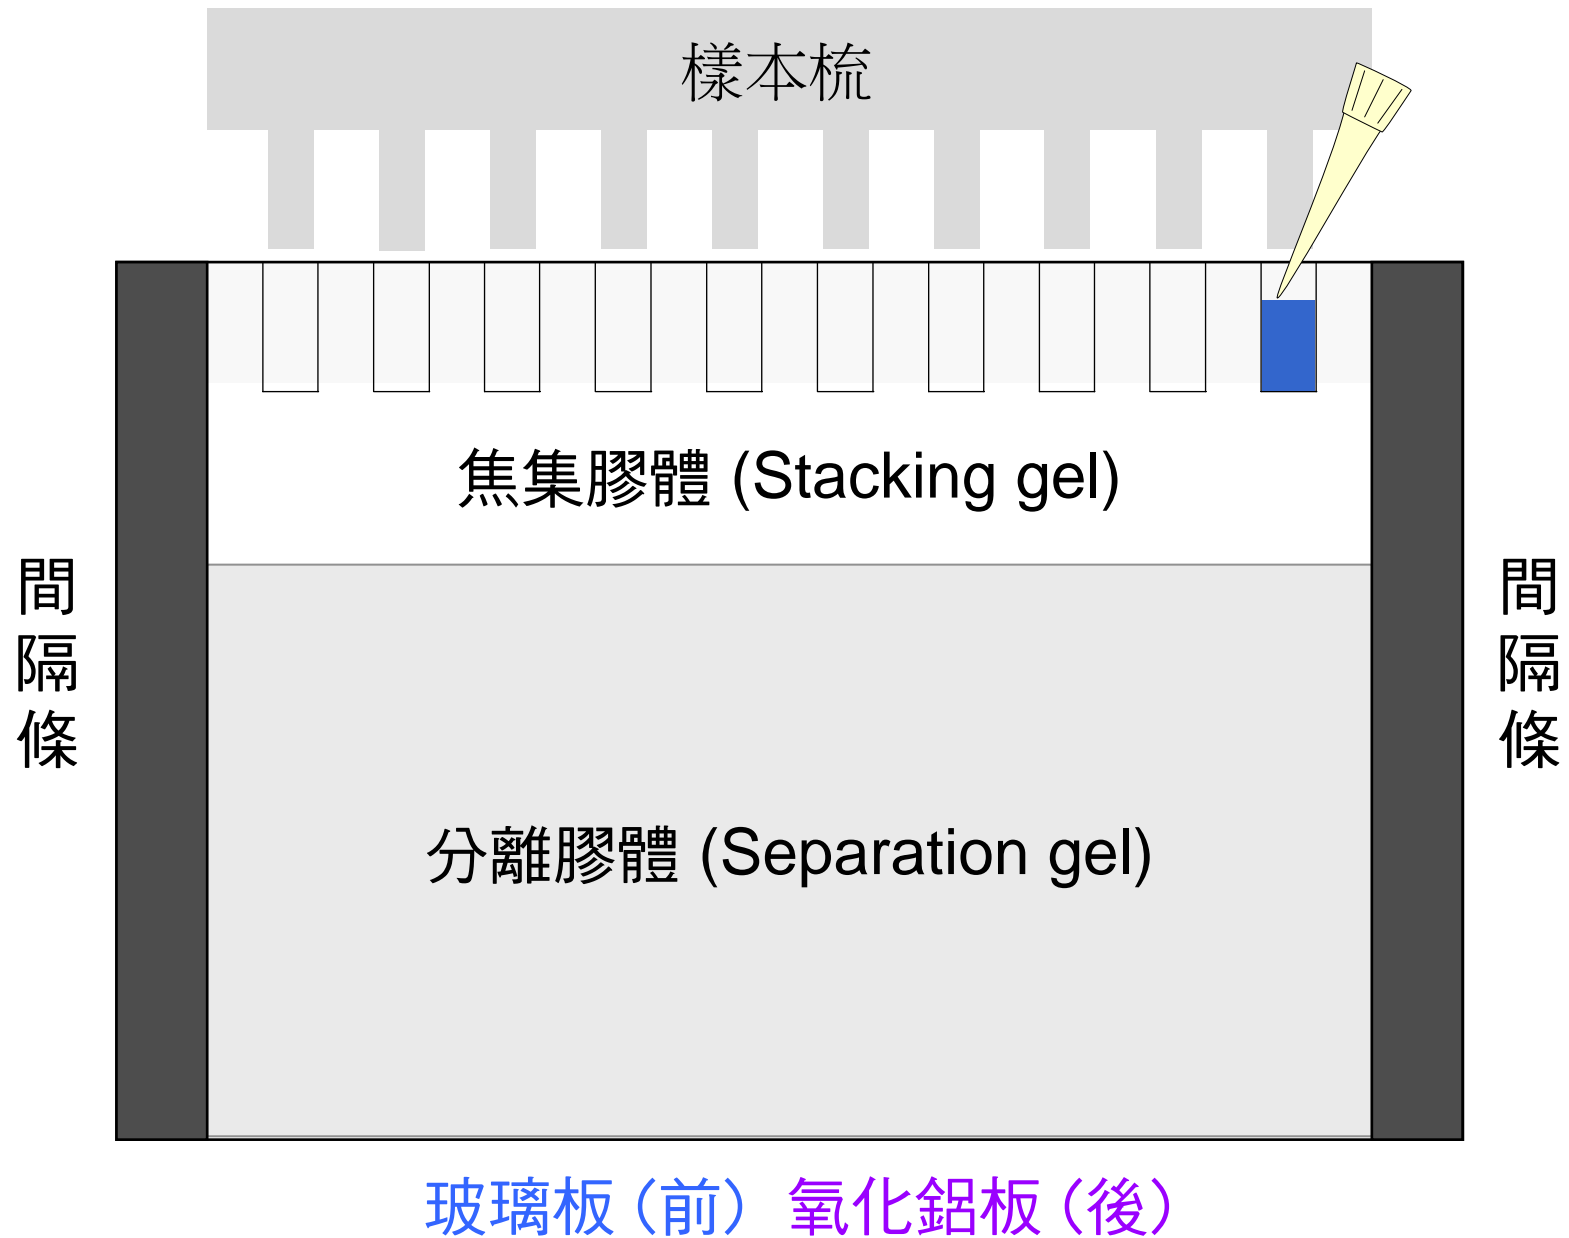 樣本梳
焦集膠體 (Stacking gel)
間隔條
間隔條
分離膠體 (Separation gel)
玻璃板（前） 氧化鋁板（後）